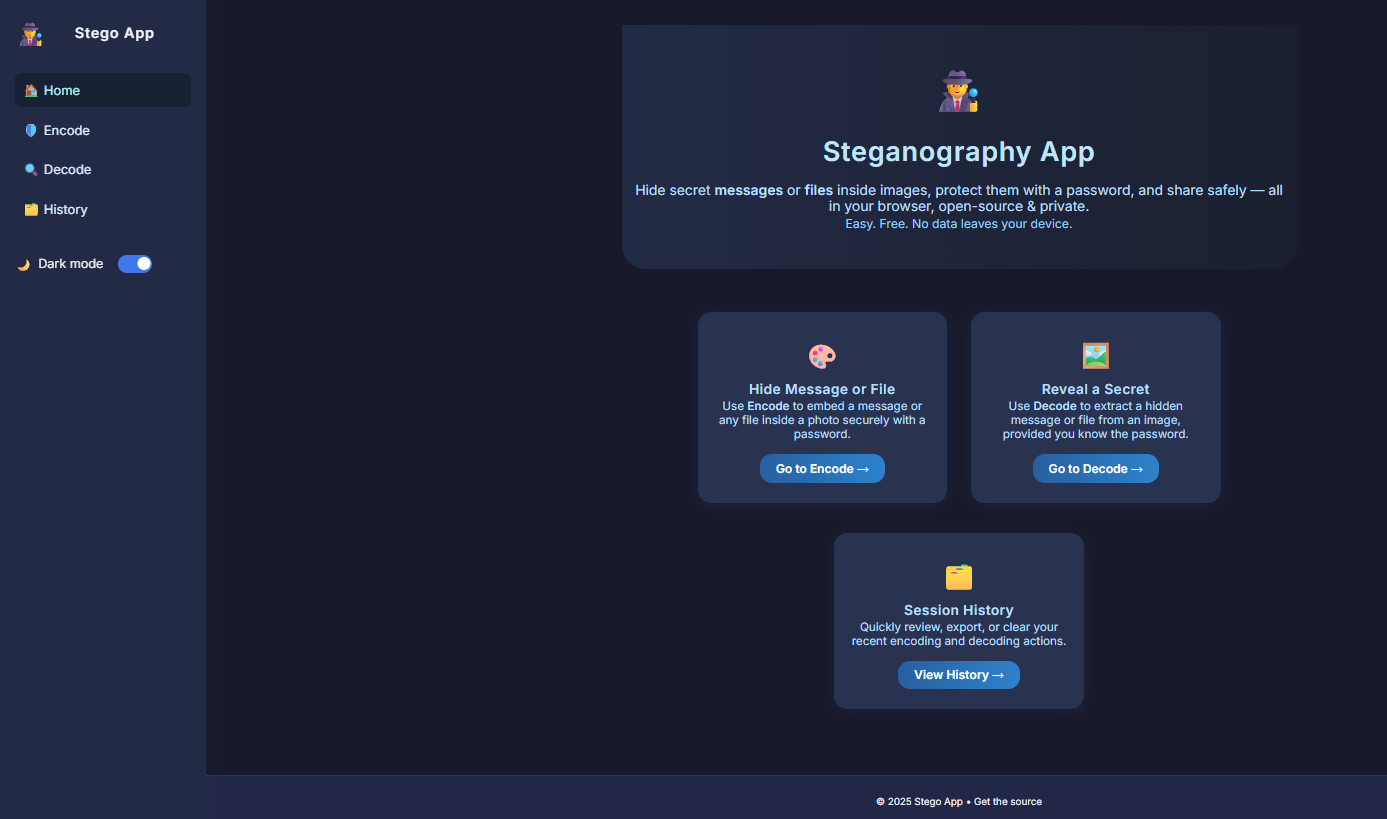 Stego App
Home
Encode
Decode
History
Dark mode
Steganography App
Hide secret messages or files inside images, protect them with a password, and share safely — all
in your browser, open-source & private.
Easy. Free. No data leaves your device.
Hide Message or File
Use Encode to embed a message or
any file inside a photo securely with a
password.
Go to Encode →
Reveal a Secret
Use Decode to extract a hidden
message or file from an image,
provided you know the password.
Go to Decode →
Session History
Quickly review, export, or clear your
recent encoding and decoding actions.
View History →
© 2025 Stego App • Get the source